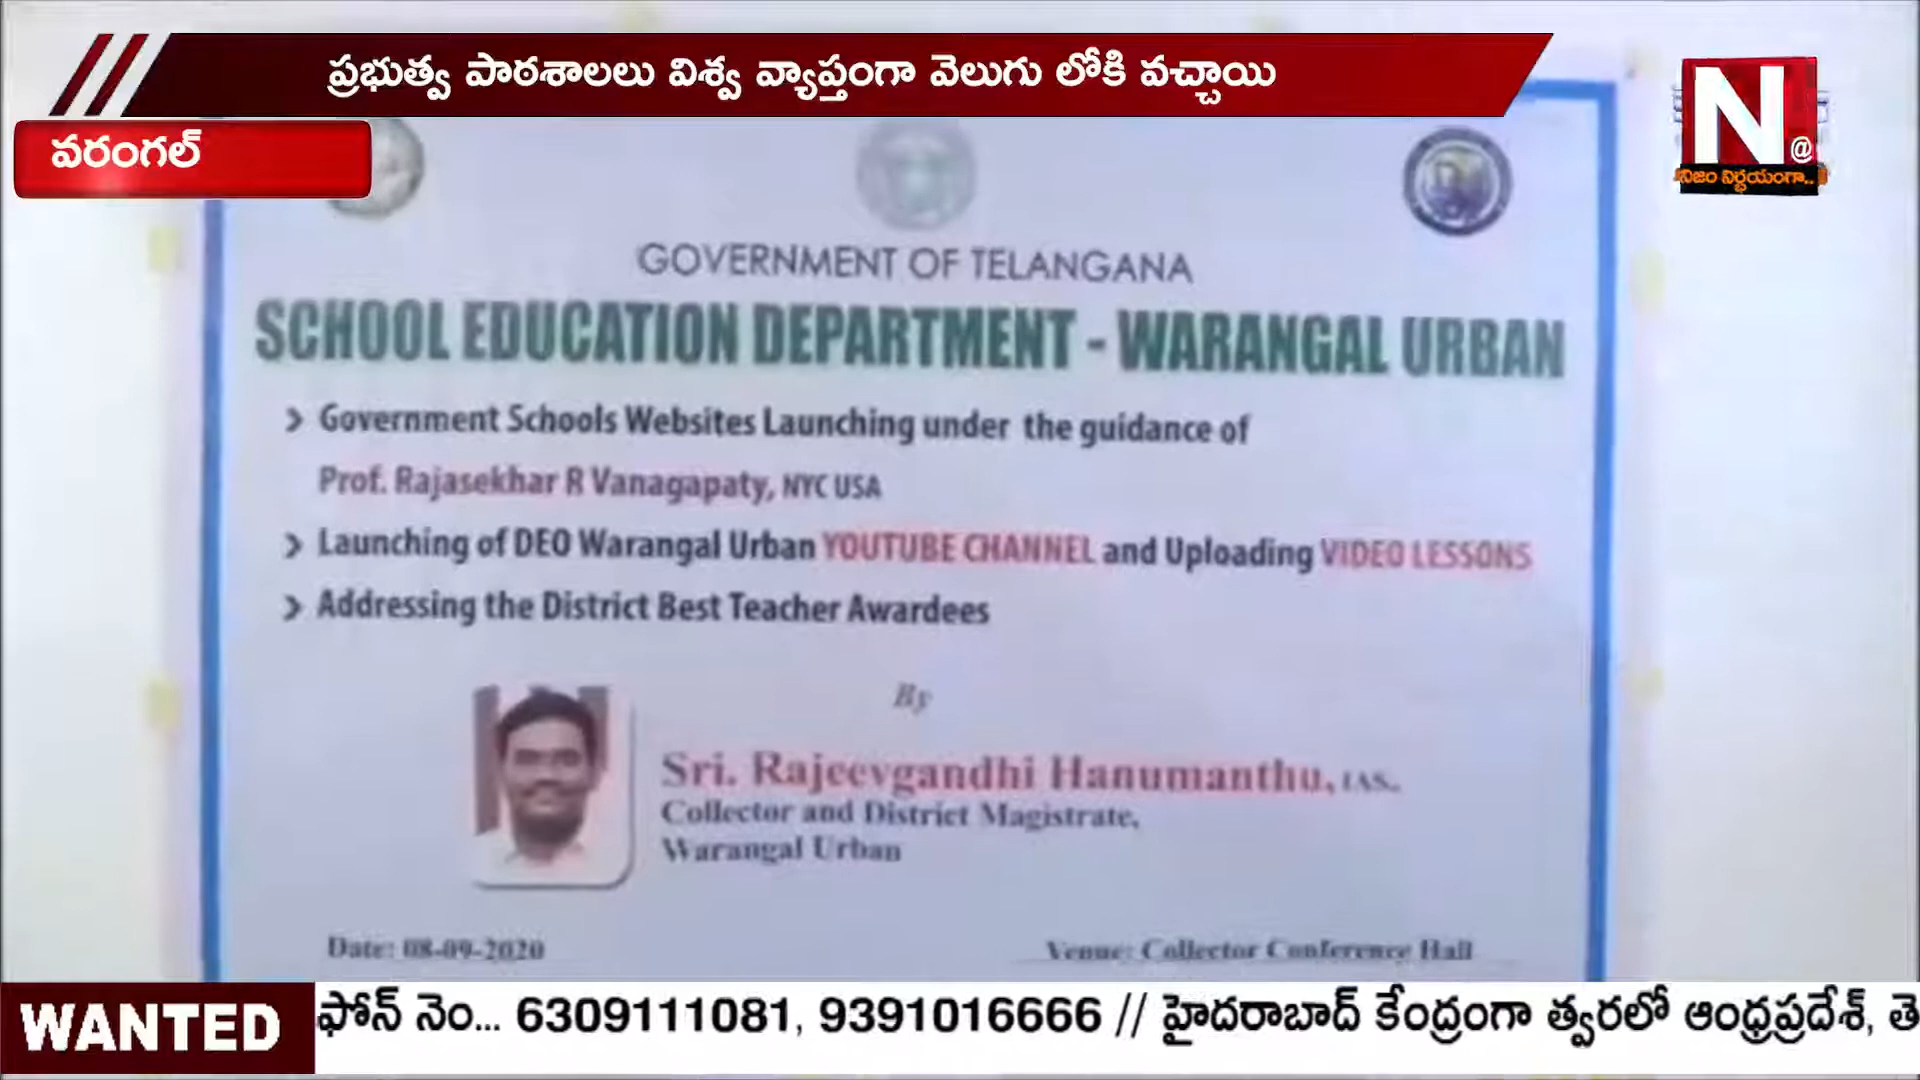 ప్రభుత్వ పాఠశాలలు విశ్వ వ్యాప్తంగా వెలుగు లోకి వచ్చాయి
వరంగల్
N@
నిజం నిర్భయంగా..
GOVERNMENT OF TELANGANA
SCHOOL EDUCATION DEPARTMENT - WARANGAL URBAN
Government Schools Websites Launching under the guidance of
Prof. Rajasekhar R Vanagapaty, NYC USA
Launching of DEO Warangal Urban YOUTUBE CHANNEL and Uploading VIDEO LESSONS
Addressing the District Best Teacher Awardees
By
Sri. Rajeevgandhi Hanumanthu, IAS.,
Collector and District Magistrate,
Warangal Urban
Date: 08-09-2020
Venue: Collector Conference Hall
WANTED
ఫోన్ నెం... 6309111081, 9391016666 // హైదరాబాద్ కేంద్రంగా త్వరలో ఆంధ్రప్రదేశ్, తె